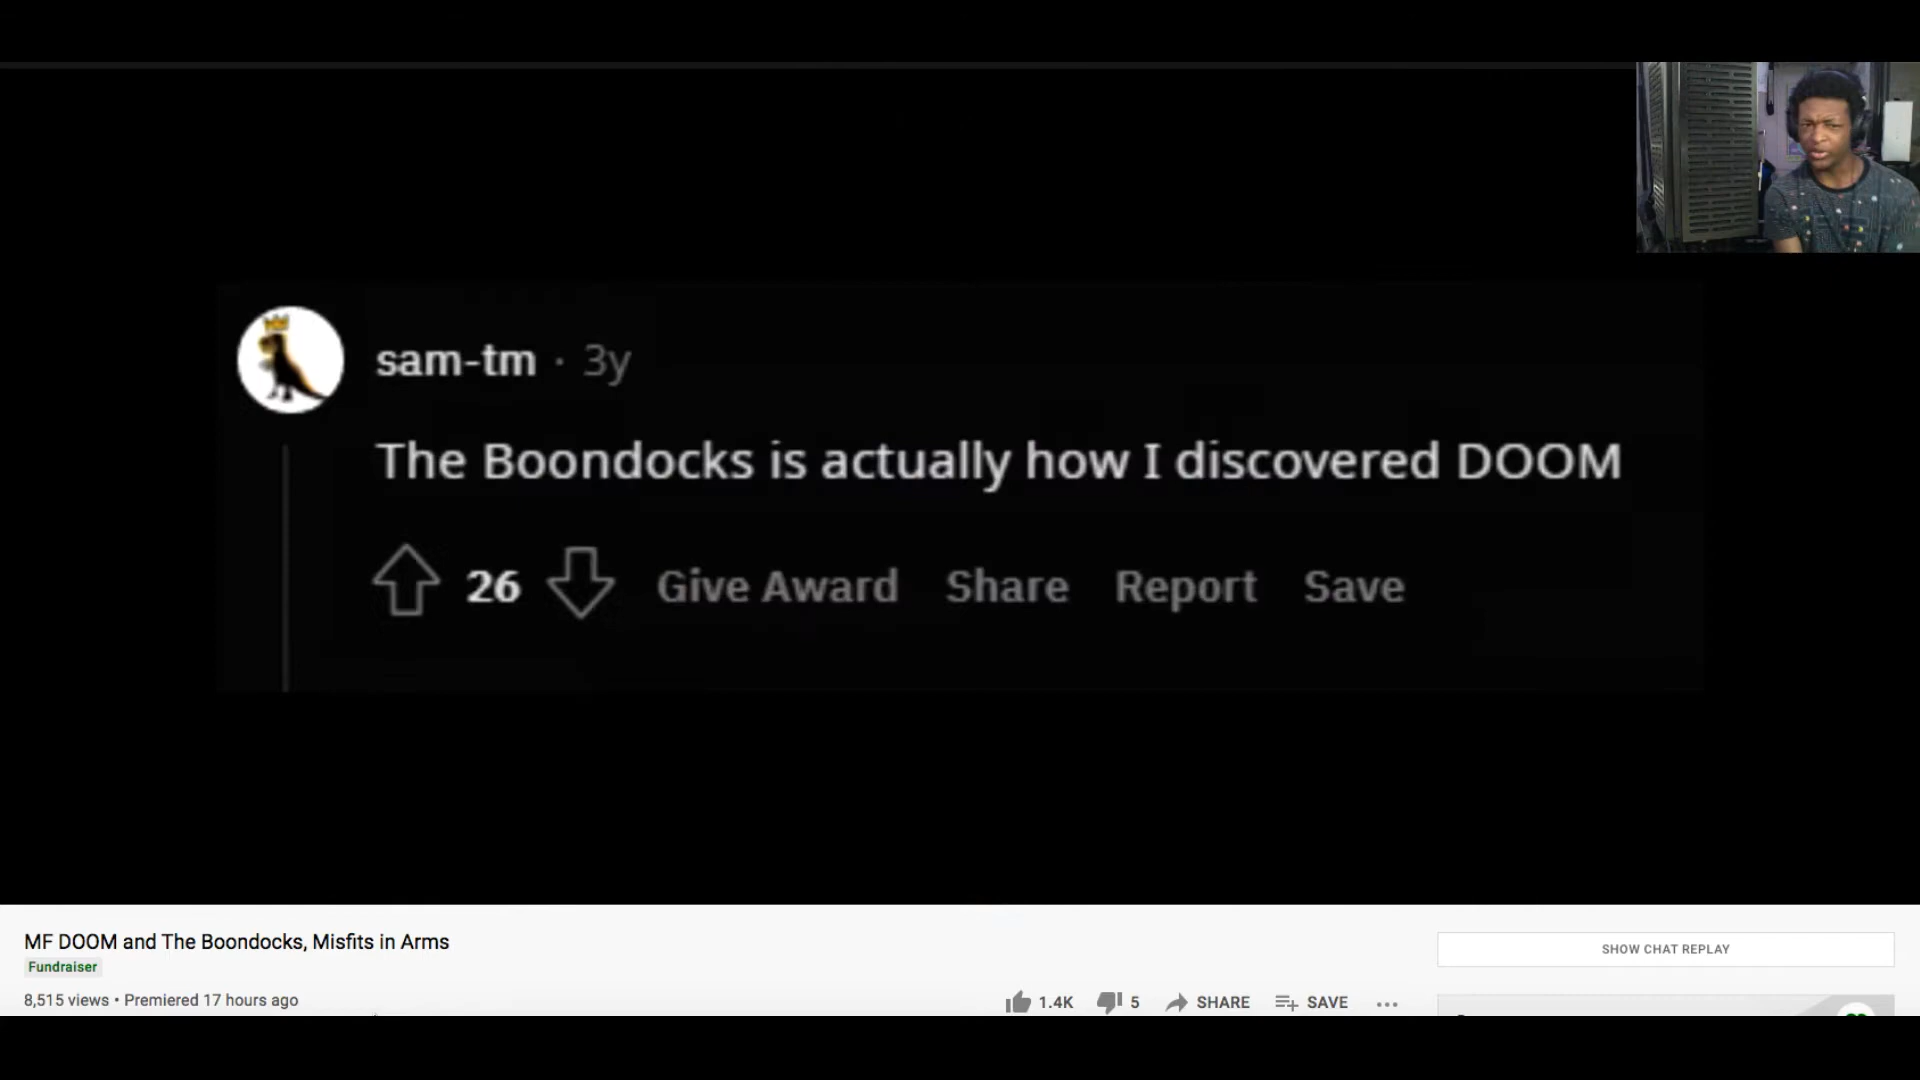 sam-tm · 3y
The Boondocks is actually how I discovered DOOM
26 Give Award Share Report Save
MF DOOM and The Boondocks, Misfits in Arms
Fundraiser
8,515 views • Premiered 17 hours ago
1.4K 5 SHARE SAVE
SHOW CHAT REPLAY